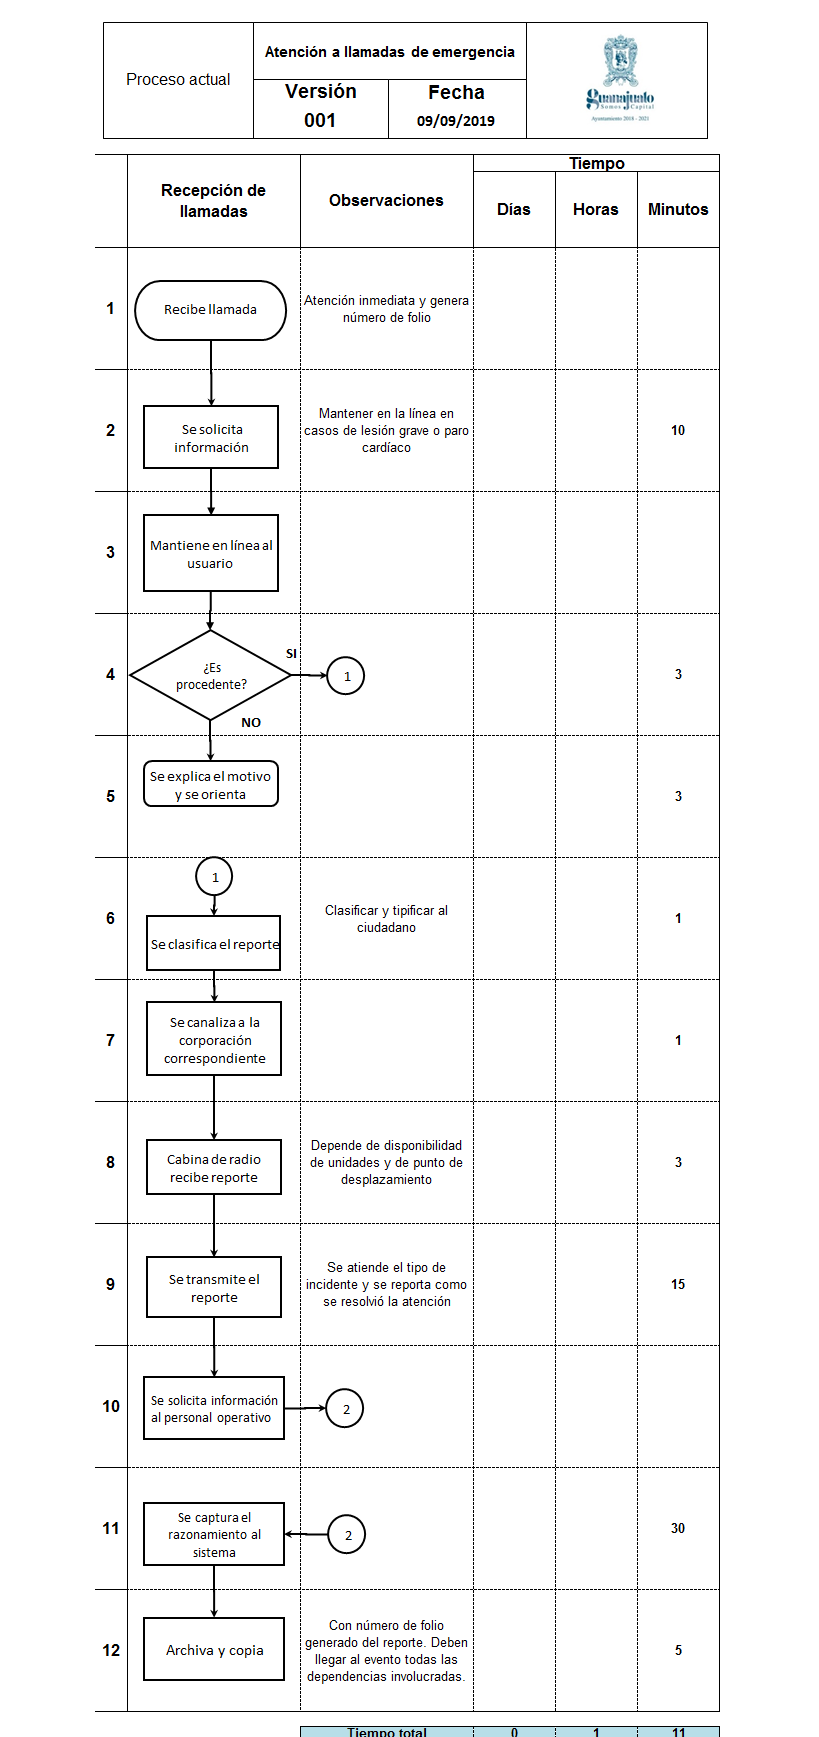 Proceso actual
Atención a llamadas de emergencia
Versión
001
Fecha
09/09/2019
Guanajuato
Somos Capital
Ayuntamiento 2018 - 2021
Recepción de
llamadas
Observaciones
Tiempo
Días
Horas
Minutos
1
Recibe llamada
Atención inmediata y genera
número de folio
2
Se solicita
información
Mantener en la línea en
casos de lesión grave o paro
cardíaco
10
3
Mantiene en línea al
usuario
4
¿Es
procedente?
SI
1
NO
3
5
Se explica el motivo
y se orienta
3
1
6
Se clasifica el reporte
Clasificar y tipificar al
ciudadano
1
7
Se canaliza a la
corporación
correspondiente
1
8
Cabina de radio
recibe reporte
Depende de disponibilidad
de unidades y de punto de
desplazamiento
3
9
Se transmite el
reporte
Se atiende el tipo de
incidente y se reporta como
se resolvió la atención
15
10
Se solicita información
al personal operativo
2
11
Se captura el
razonamiento al
sistema
2
30
12
Archiva y copia
Con número de folio
generado del reporte. Deben
llegar al evento todas las
dependencias involucradas.
5
Tiempo total
0
1
11